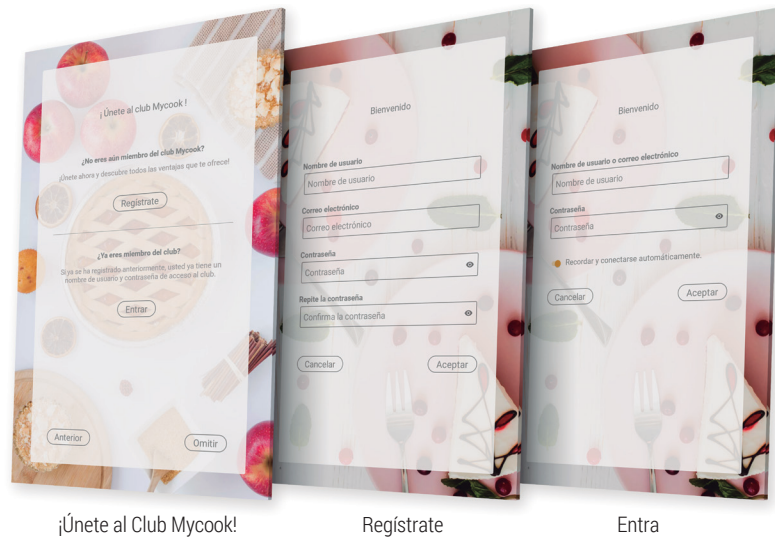 ¡ Únete al club Mycook !
¿No eres aún miembro del club Mycook?
¡Únete ahora y descubre todos las ventajas que te ofrece!
Regístrate
¿Ya eres miembro del club?
Si ya se ha registrado anteriormente, usted ya tiene un
nombre de usuario y contraseña de acceso al club.
Entrar
Anterior
Omitir
Bienvenido
Nombre de usuario
Nombre de usuario
Correo electrónico
Correo electrónico
Contraseña
Contraseña
Repite la contraseña
Confirma la contraseña
Cancelar
Aceptar
Bienvenido
Nombre de usuario o correo electrónico
Nombre de usuario
Contraseña
Contraseña
Recordar y conectarse automáticamente.
Cancelar
Aceptar
¡Únete al Club Mycook!
Regístrate
Entra